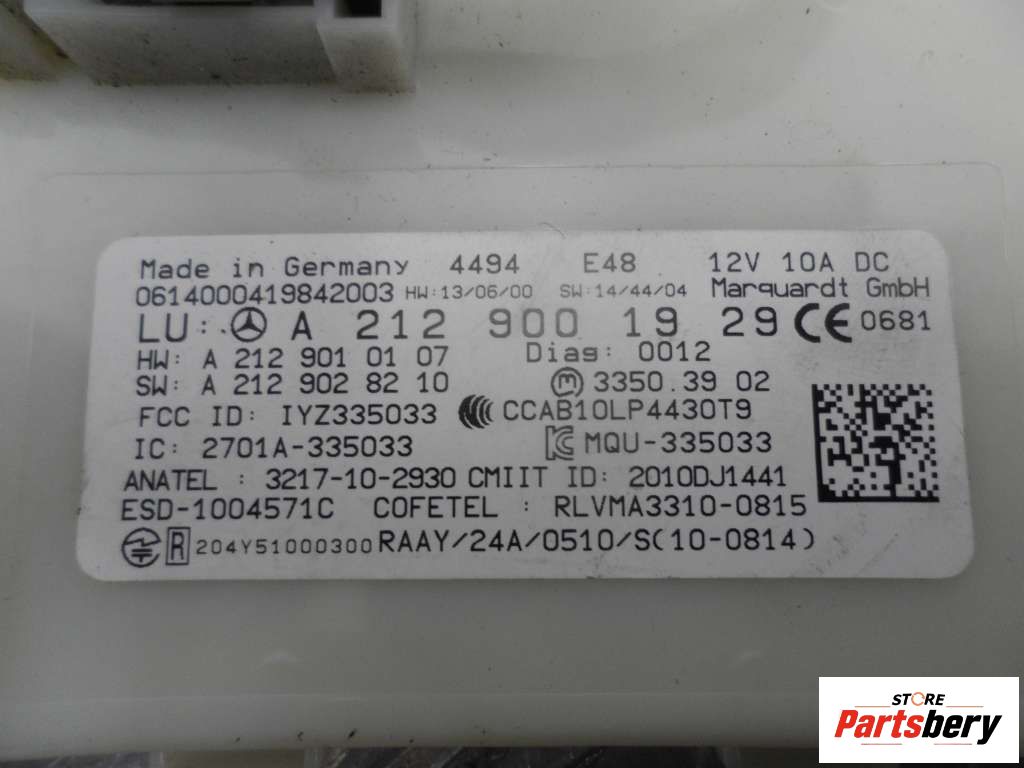 Made in Germany 4494 E48 12V 10A DC
0614000419842003 HW:13/06/00 SW:14/44/04 Marquardt GmbH
LU: A 212 900 19 29 CE 0681
HW: A 212 901 01 07 Dias: 0012
SW: A 212 902 82 10 m 3350.3902
FCC ID: IYZ335033 CCAB10LP4430T9
IC: 2701A-335033 MQU-335033
ANATEL : 3217-10-2930 CMIIT ID: 2010DJ1441
ESD-1004571C COFETEL : RLVMA3310-0815
R 204Y51000300 RAAY/24A/0510/S(10-0814)
STORE
Partsbery